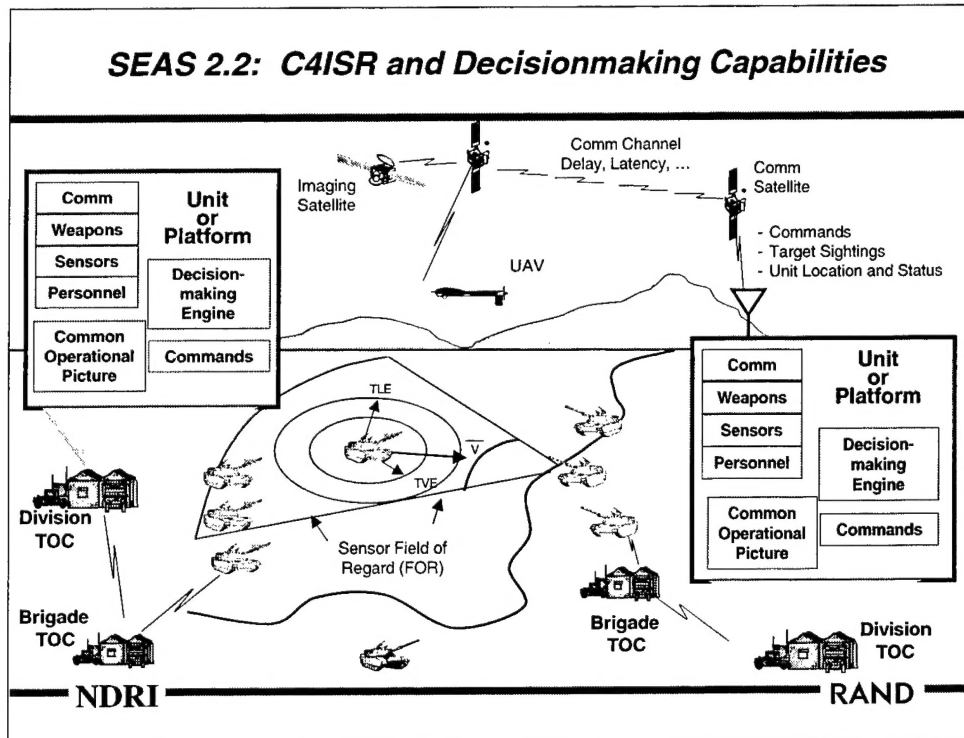 SEAS 2.2: C4ISR and Decisionmaking Capabilities
Comm Channel
Delay, Latency, ...
Imaging
Satellite
Comm
Satellite
- Commands
- Target Sightings
- Unit Location and Status
UAV
Comm
Weapons
Sensors
Personnel
Common
Operational
Picture
Unit
or
Platform
Decision-
making
Engine
Commands
TLE
V
TVE
Sensor Field of
Regard (FOR)
Comm
Weapons
Sensors
Personnel
Common
Operational
Picture
Unit
or
Platform
Decision-
making
Engine
Commands
Division
TOC
Brigade
TOC
Brigade
TOC
Division
TOC
NDRI
RAND